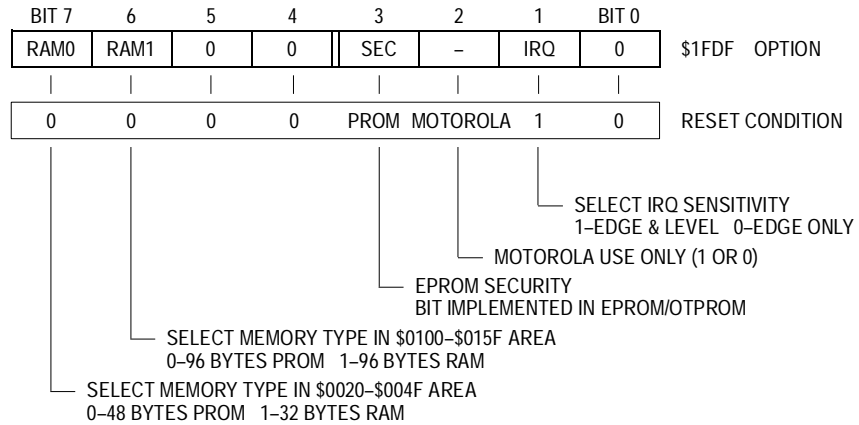 BIT 7 6 5 4 3 2 1 BIT 0
RAM0 RAM1 0 0 SEC – IRQ 0 $1FDF OPTION
0 0 0 0 PROM MOTOROLA 1 0 RESET CONDITION
SELECT IRQ SENSITIVITY
1–EDGE & LEVEL 0–EDGE ONLY
MOTOROLA USE ONLY (1 OR 0)
EPROM SECURITY
BIT IMPLEMENTED IN EPROM/OTPROM
SELECT MEMORY TYPE IN $0100–$015F AREA
0–96 BYTES PROM 1–96 BYTES RAM
SELECT MEMORY TYPE IN $0020–$004F AREA
0–48 BYTES PROM 1–32 BYTES RAM